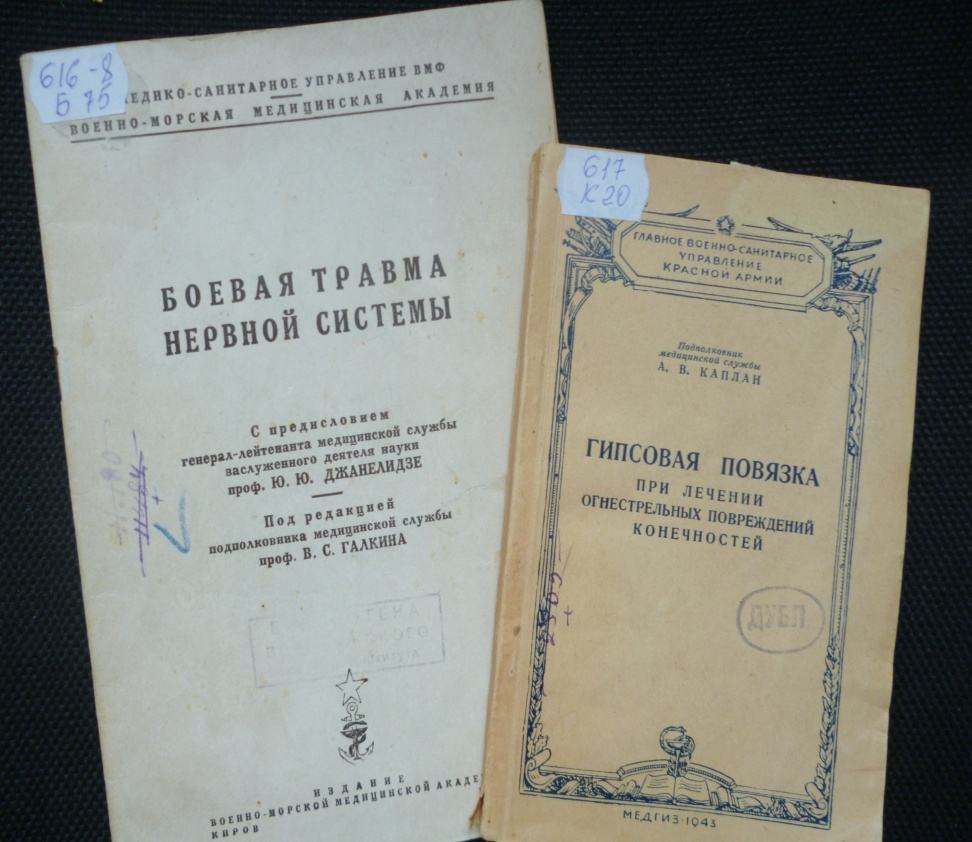 616-8
Б 75
МЕДИКО-САНИТАРНОЕ УПРАВЛЕНИЕ ВМФ
ВОЕННО-МОРСКАЯ МЕДИЦИНСКАЯ АКАДЕМИЯ
БОЕВАЯ ТРАВМА
НЕРВНОЙ СИСТЕМЫ
С предисловием
генерал-лейтенанта медицинской службы
заслуженного деятеля науки
проф. Ю. Ю. ДЖАНЕЛИДЗЕ
Под редакцией
подполковника медицинской службы
проф. В. С. ГАЛКИНА
ИЗДАНИЕ
ВОЕННО-МОРСКОЙ МЕДИЦИНСКОЙ АКАДЕ
КИРОВ
617
К 20
ГЛАВНОЕ ВОЕННО-САНИТАРНОЕ
УПРАВЛЕНИЕ
КРАСНОЙ АРМИИ
Подполковник
медицинской службы
А. В. КАПЛАН
ГИПСОВАЯ ПОВЯЗКА
ПРИ ЛЕЧЕНИИ
ОГНЕСТРЕЛЬНЫХ ПОВРЕЖДЕНИЙ
КОНЕЧНОСТЕЙ
ДУБЛ
МЕДГИЗ-1943